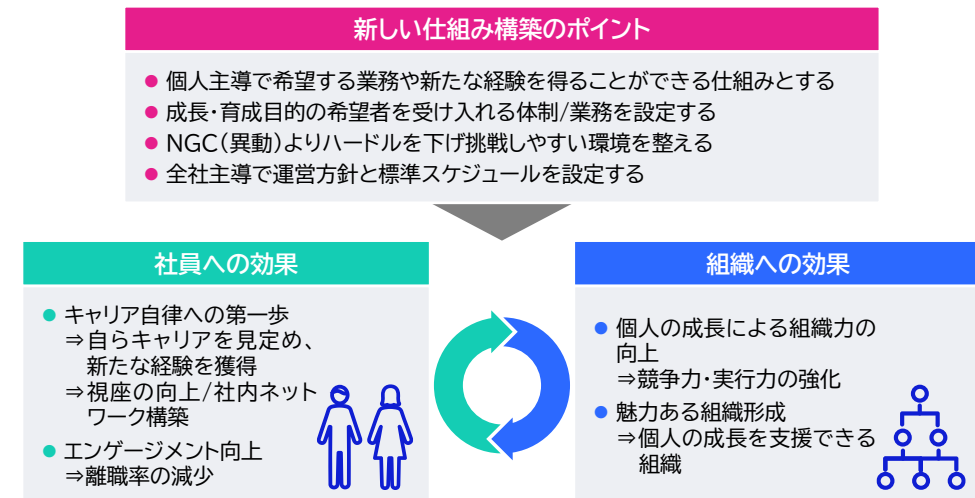 新しい仕組み構築のポイント
● 個人主導で希望する業務や新たな経験を得ることができる仕組みとする
● 成長・育成目的の希望者を受け入れる体制/業務を設定する
● NGC(異動)よりハードルを下げ挑戦しやすい環境を整える
● 全社主導で運営方針と標準スケジュールを設定する
社員への効果
● キャリア自律への第一歩
⇒自らキャリアを見定め、
新たな経験を獲得
⇒視座の向上/社内ネット
ワーク構築
● エンゲージメント向上
⇒離職率の減少
組織への効果
● 個人の成長による組織力の
向上
⇒競争力・実行力の強化
● 魅力ある組織形成
⇒個人の成長を支援できる
組織